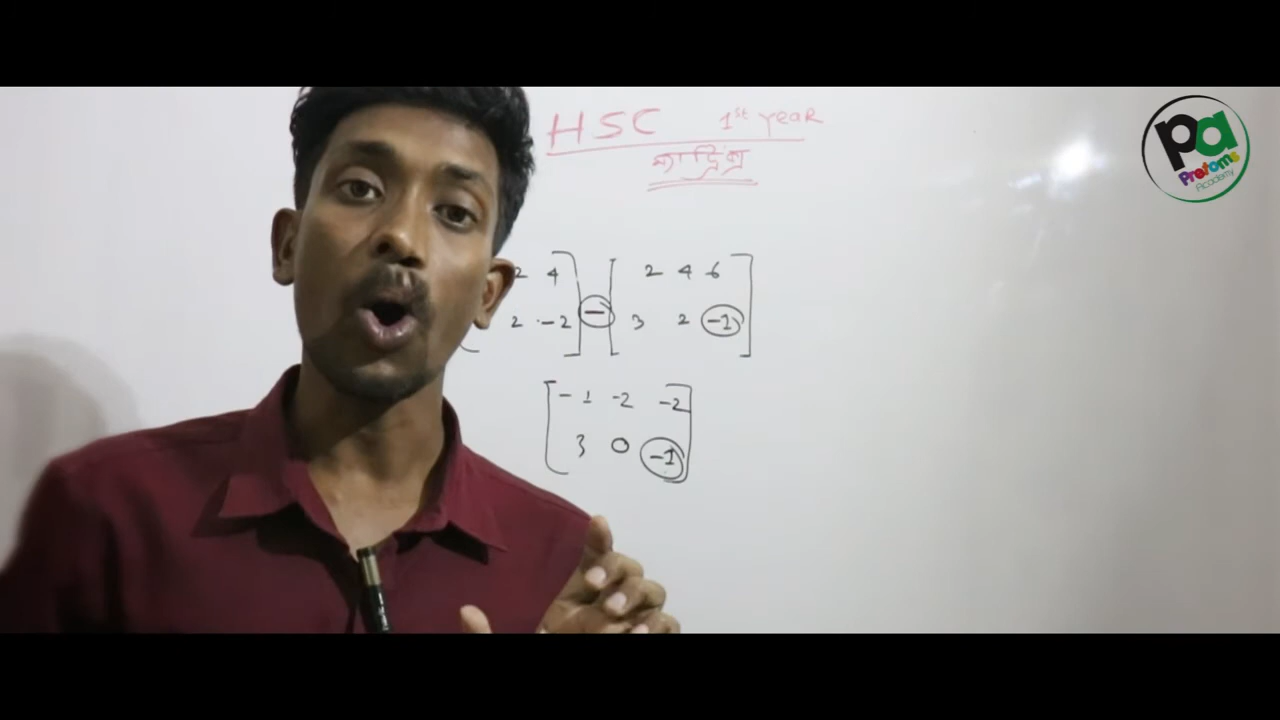 HSC 1st year
ম্যাট্রিক্স
pa
Pretoms
Academy
2 4 - 2 4 6
2 -2 3 2 -1
-1 -2 -2
3 0 -1